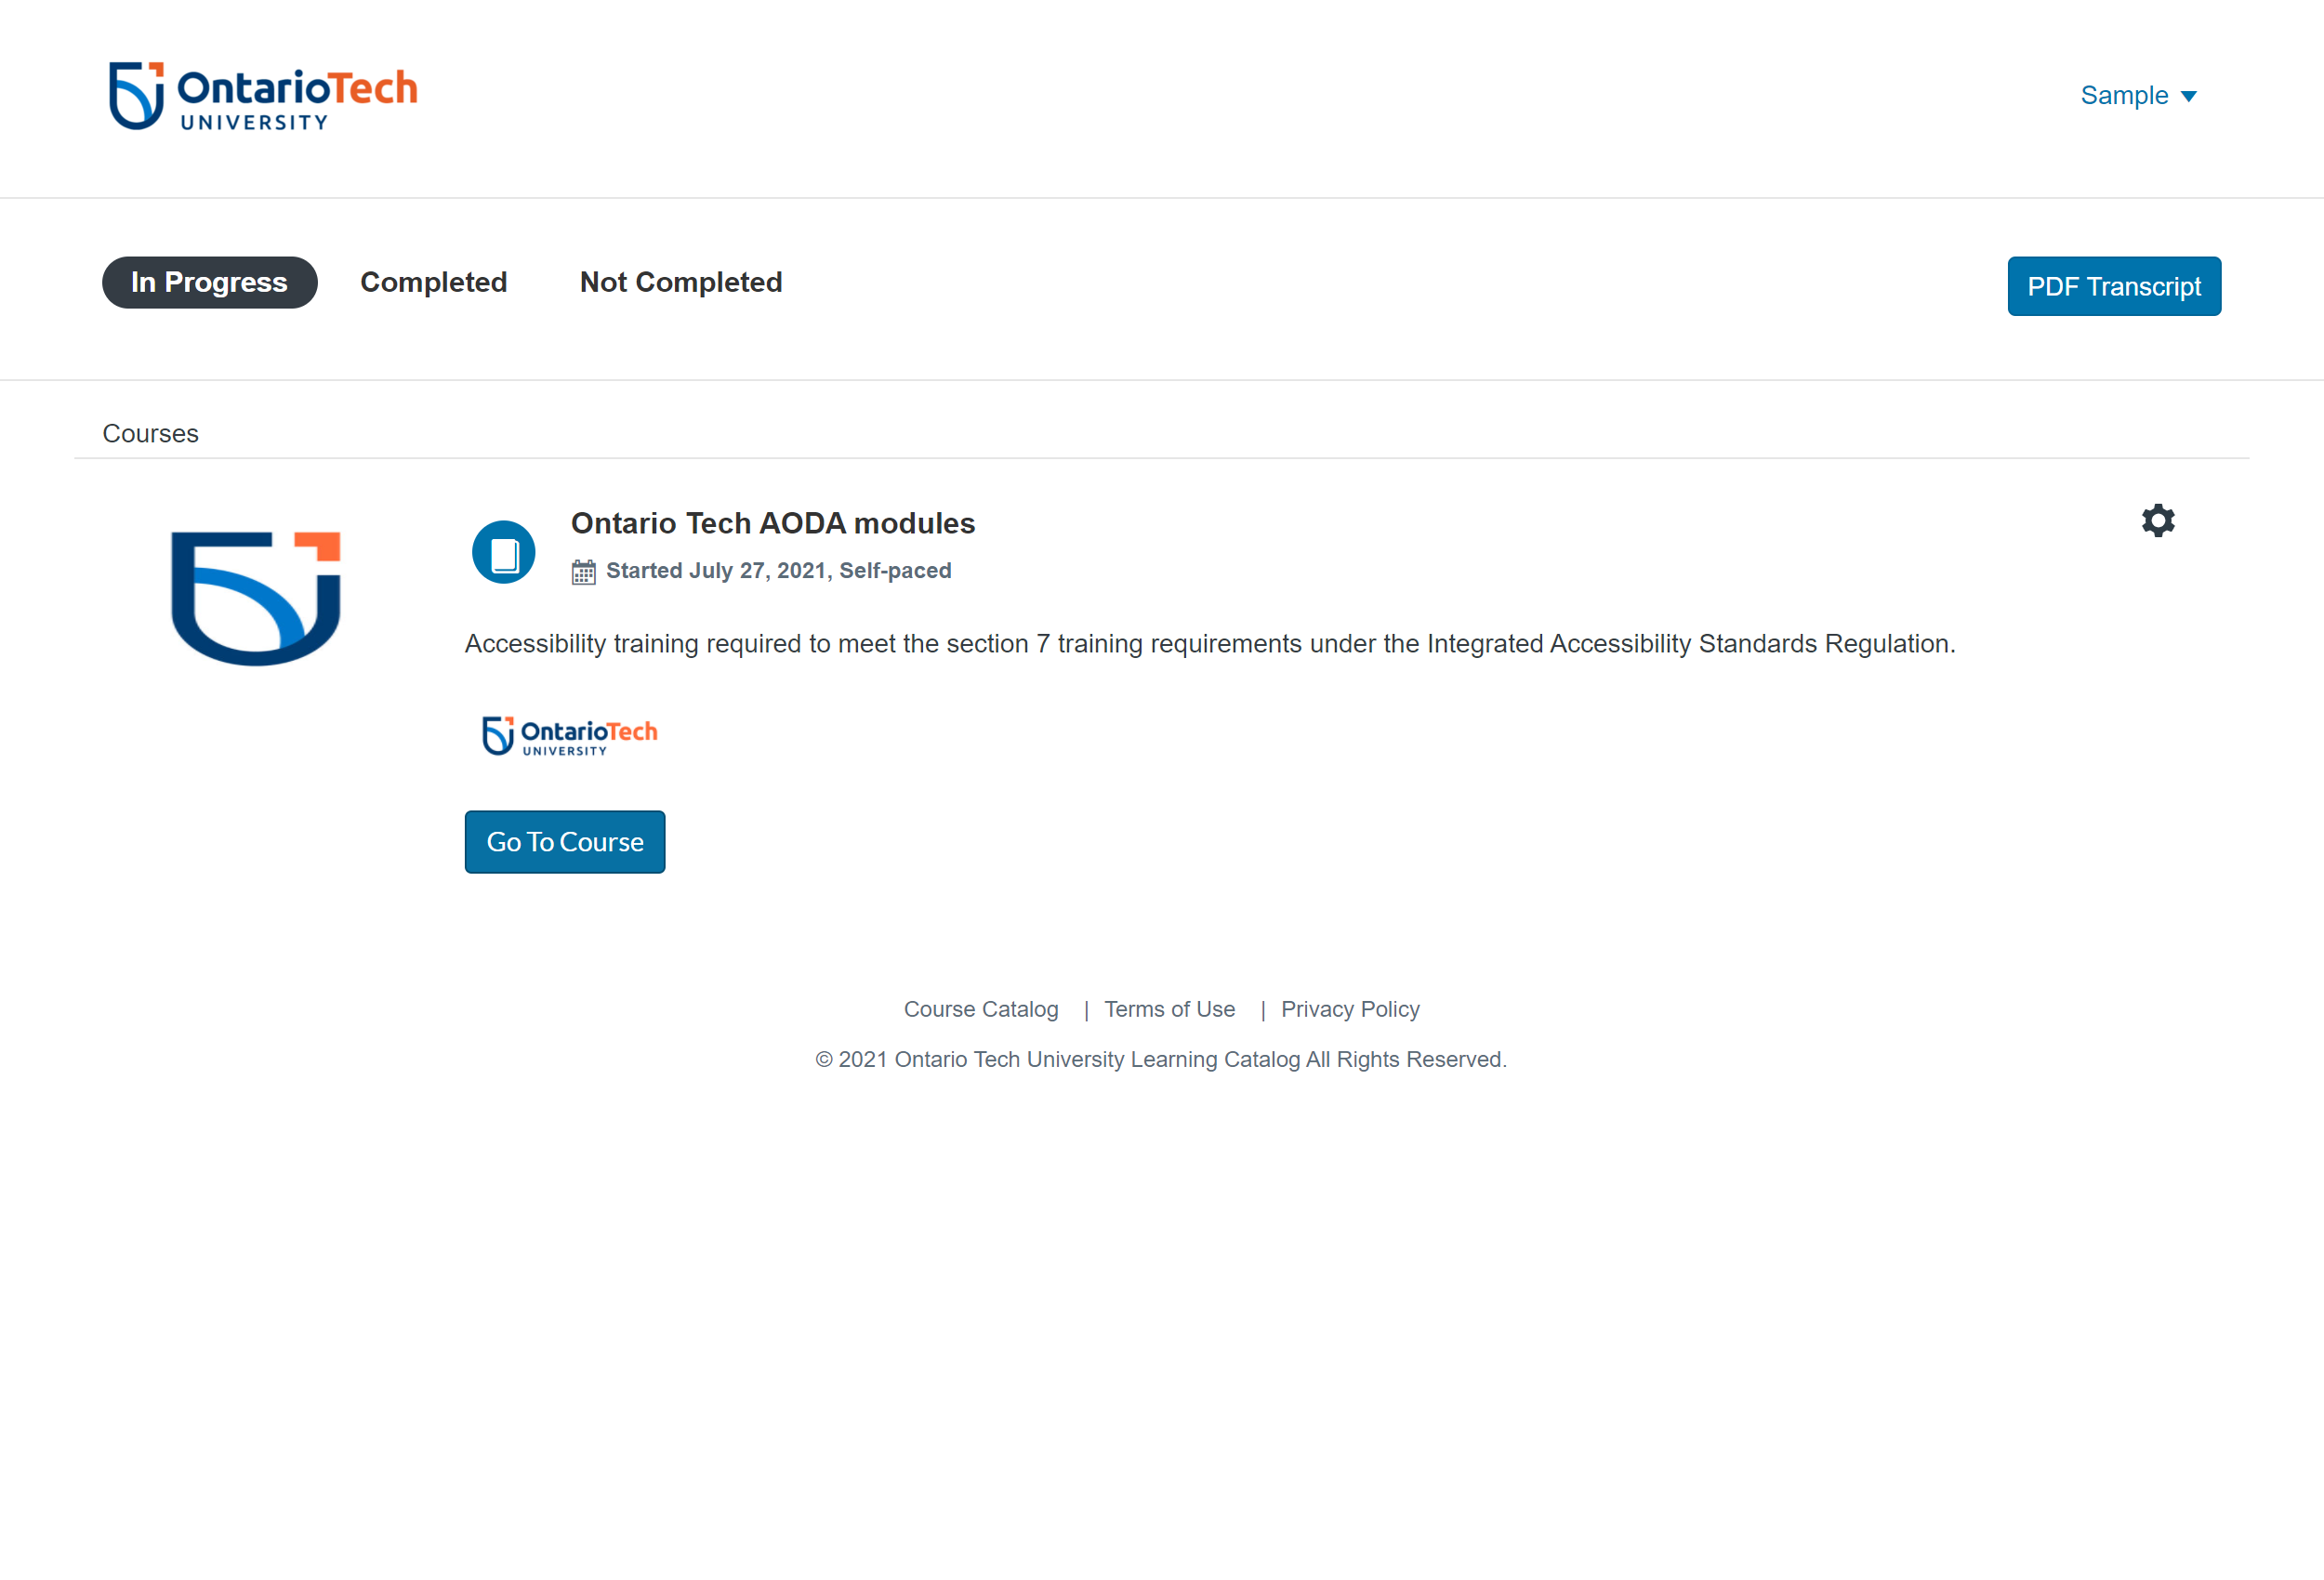 OntarioTech
UNIVERSITY
Sample
In Progress
Completed
Not Completed
PDF Transcript
Courses
Ontario Tech AODA modules
Started July 27, 2021, Self-paced
Accessibility training required to meet the section 7 training requirements under the Integrated Accessibility Standards Regulation.
OntarioTech
UNIVERSITY
Go To Course
Course Catalog | Terms of Use | Privacy Policy
© 2021 Ontario Tech University Learning Catalog All Rights Reserved.